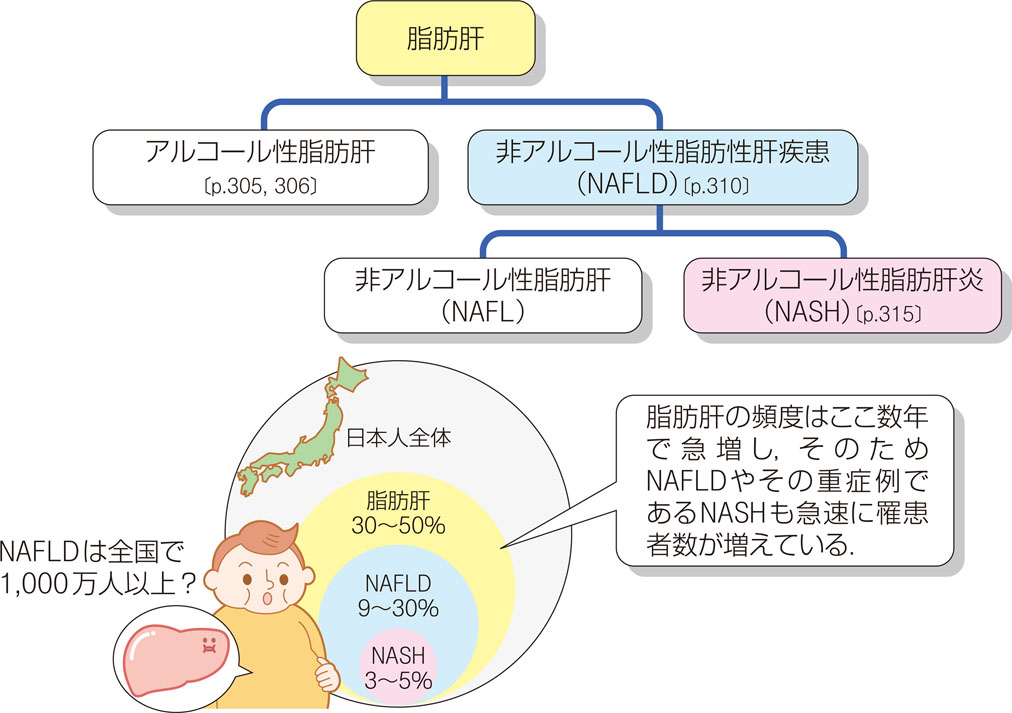 脂肪肝
アルコール性脂肪肝
〔p.305, 306〕
非アルコール性脂肪性肝疾患
(NAFLD)〔p.310〕
非アルコール性脂肪肝
(NAFL)
非アルコール性脂肪肝炎
(NASH)〔p.315〕
日本人全体
脂肪肝
30〜50%
NAFLD
9〜30%
NASH
3〜5%
脂肪肝の頻度はここ数年
で急増し,そのため
NAFLDやその重症例で
あるNASHも急速に罹患
者数が増えている.
NAFLDは全国で
1,000万人以上？